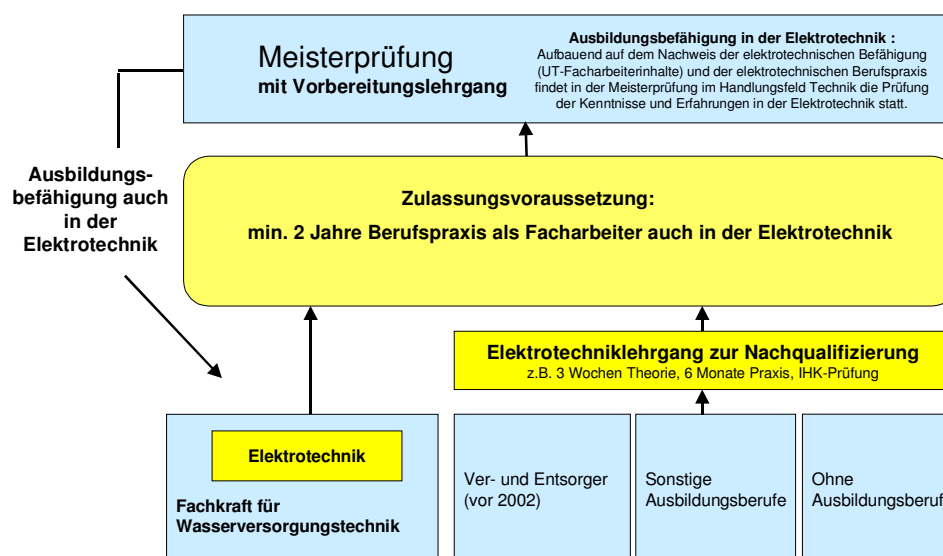 Meisterprüfung
mit Vorbereitungslehrgang
Ausbildungsbefähigung in der Elektrotechnik :
Aufbauend auf dem Nachweis der elektrotechnischen Befähigung
(UT-Facharbeiterinhalte) und der elektrotechnischen Berufspraxis
findet in der Meisterprüfung im Handlungsfeld Technik die Prüfung
der Kenntnisse und Erfahrungen in der Elektrotechnik statt.
Ausbildungs-
befähigung auch
in der
Elektrotechnik
Zulassungsvoraussetzung:
min. 2 Jahre Berufspraxis als Facharbeiter auch in der Elektrotechnik
Elektrotechniklehrgang zur Nachqualifizierung
z.B. 3 Wochen Theorie, 6 Monate Praxis, IHK-Prüfung
Elektrotechnik
Fachkraft für
Wasserversorgungstechnik
Ver- und Entsorger
(vor 2002)
Sonstige
Ausbildungsberufe
Ohne
Ausbildungsberuf